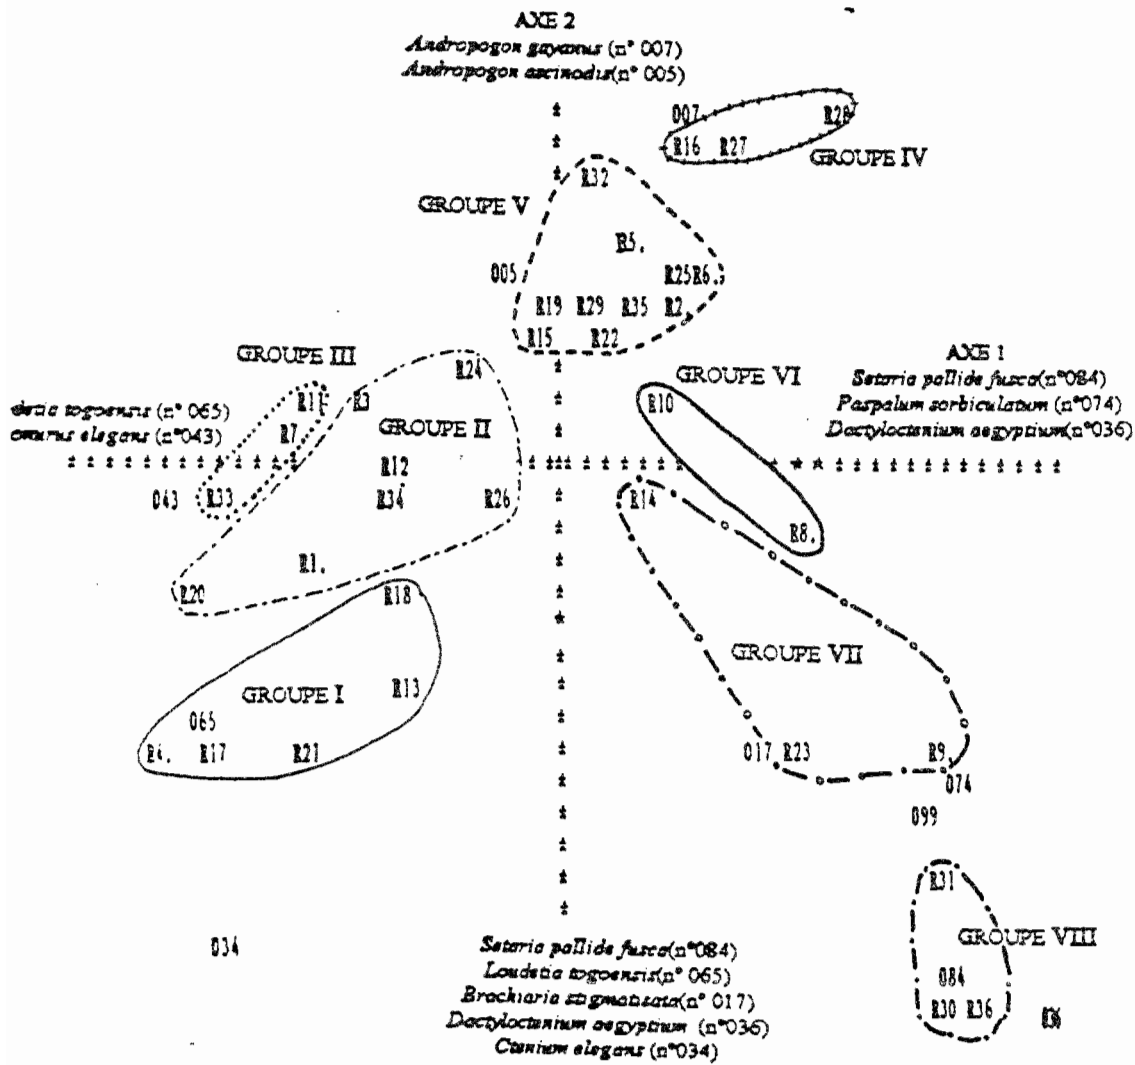 AXE 2
Andropogon gayanus (n° 007)
Andropogon ascinodis(n° 005)
007 R28
R16 R27
GROUPE IV
R32
GROUPE V
R5.
005 R25R6.
R19 R29 R35 R2
R15 R22
GROUPE III AXE 1
R24 GROUPE VI Setaria pallide fusca(n°084)
detia togoensis (n° 065) R11 R3 R10 Paspalum sorbiculatum (n°074)
onurus elegans (n°043) R7 GROUPE II Dactyloctenium aegyptium(n°036)
R12
043 R33 R34 R26 R14
R8.
R1.
R20 R18
GROUPE VII
GROUPE I R13
065
R4. R17 R21 017 R23 R9.
074
099
R31
034 Setaria pallide fusca(n°084) GROUPE VIII
Loudetia togoensis(n° 065) 084
Brachiaria stigmatisata(n° 017) R30 R36
Dactyloctenium aegyptium (n°036)
Ctenium elegans (n°034)